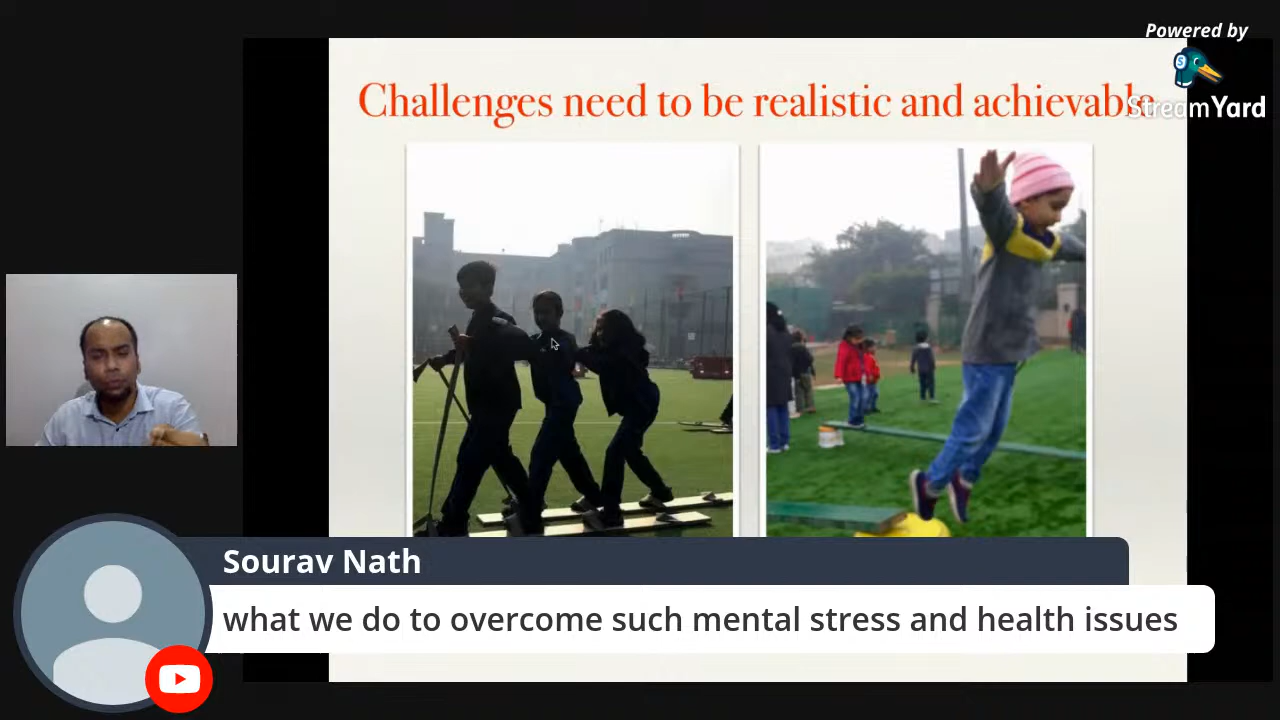 Powered by
StreamYard
Challenges need to be realistic and achievable
Sourav Nath
what we do to overcome such mental stress and health issues